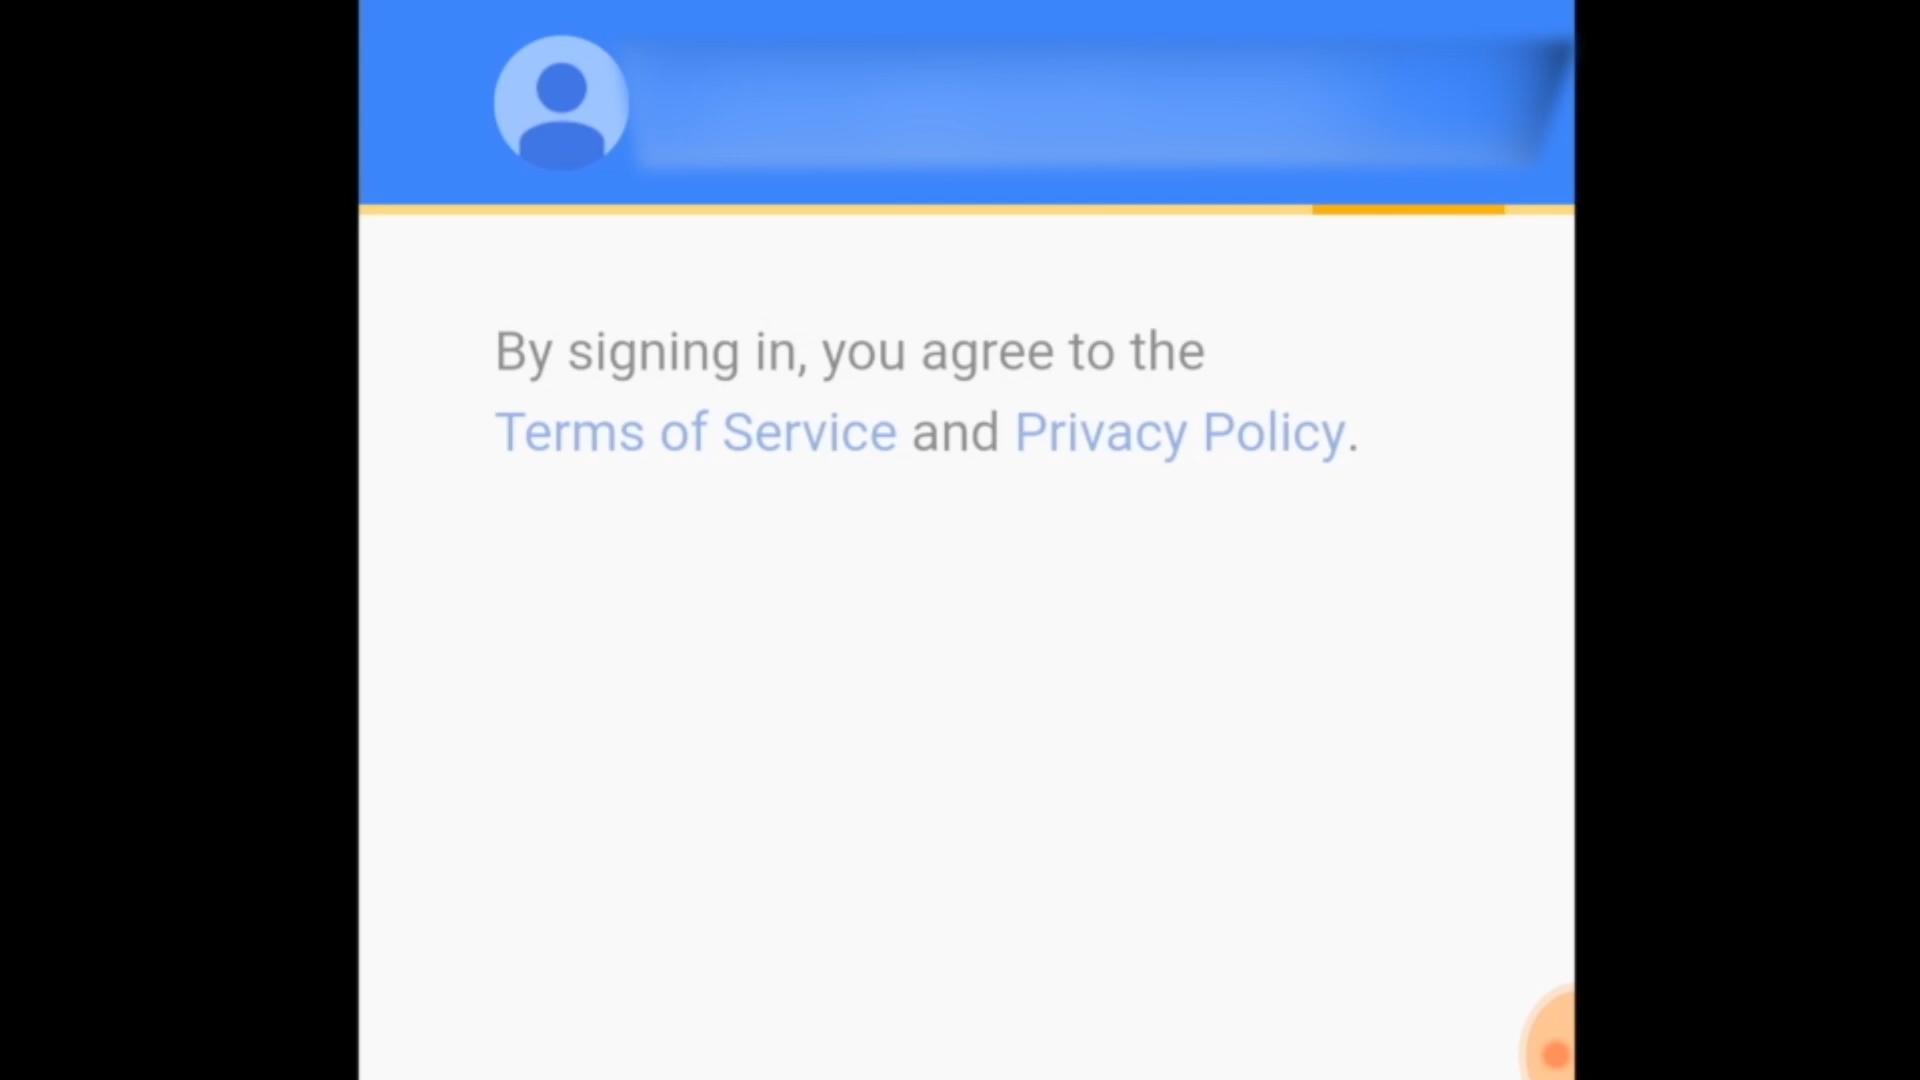 By signing in, you agree to the
Terms of Service and Privacy Policy.